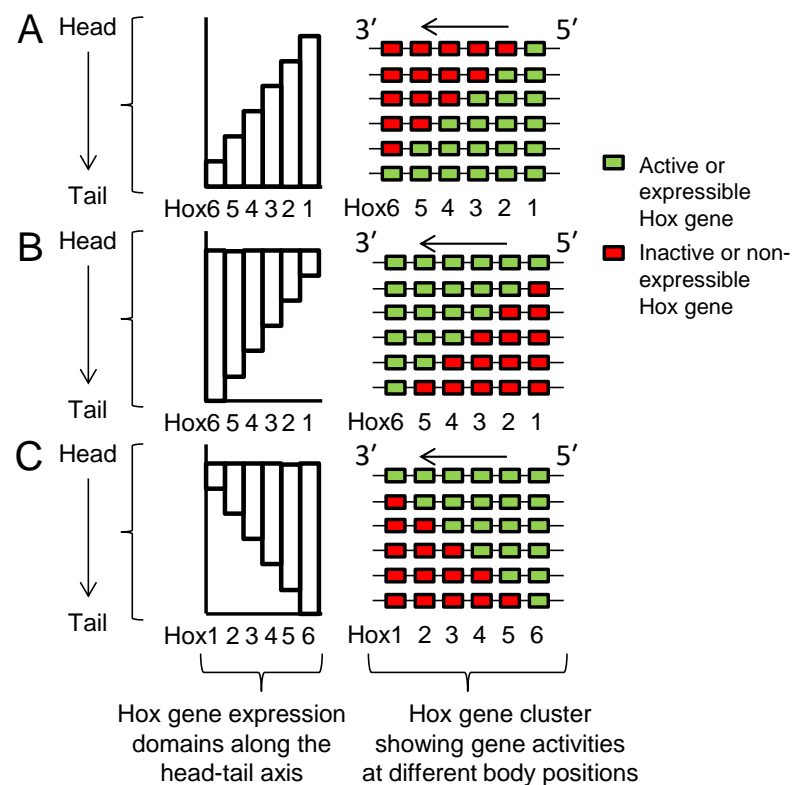 A Head 3′ 5′
Tail
Hox6 5 4 3 2 1 Hox6 5 4 3 2 1
Active or
expressible
Hox gene
Inactive or non-
expressible
Hox gene
B Head 3′ 5′
Tail
Hox6 5 4 3 2 1 Hox6 5 4 3 2 1
C Head 3′ 5′
Tail
Hox1 2 3 4 5 6 Hox1 2 3 4 5 6
Hox gene expression
domains along the
head-tail axis
Hox gene cluster
showing gene activities
at different body positions